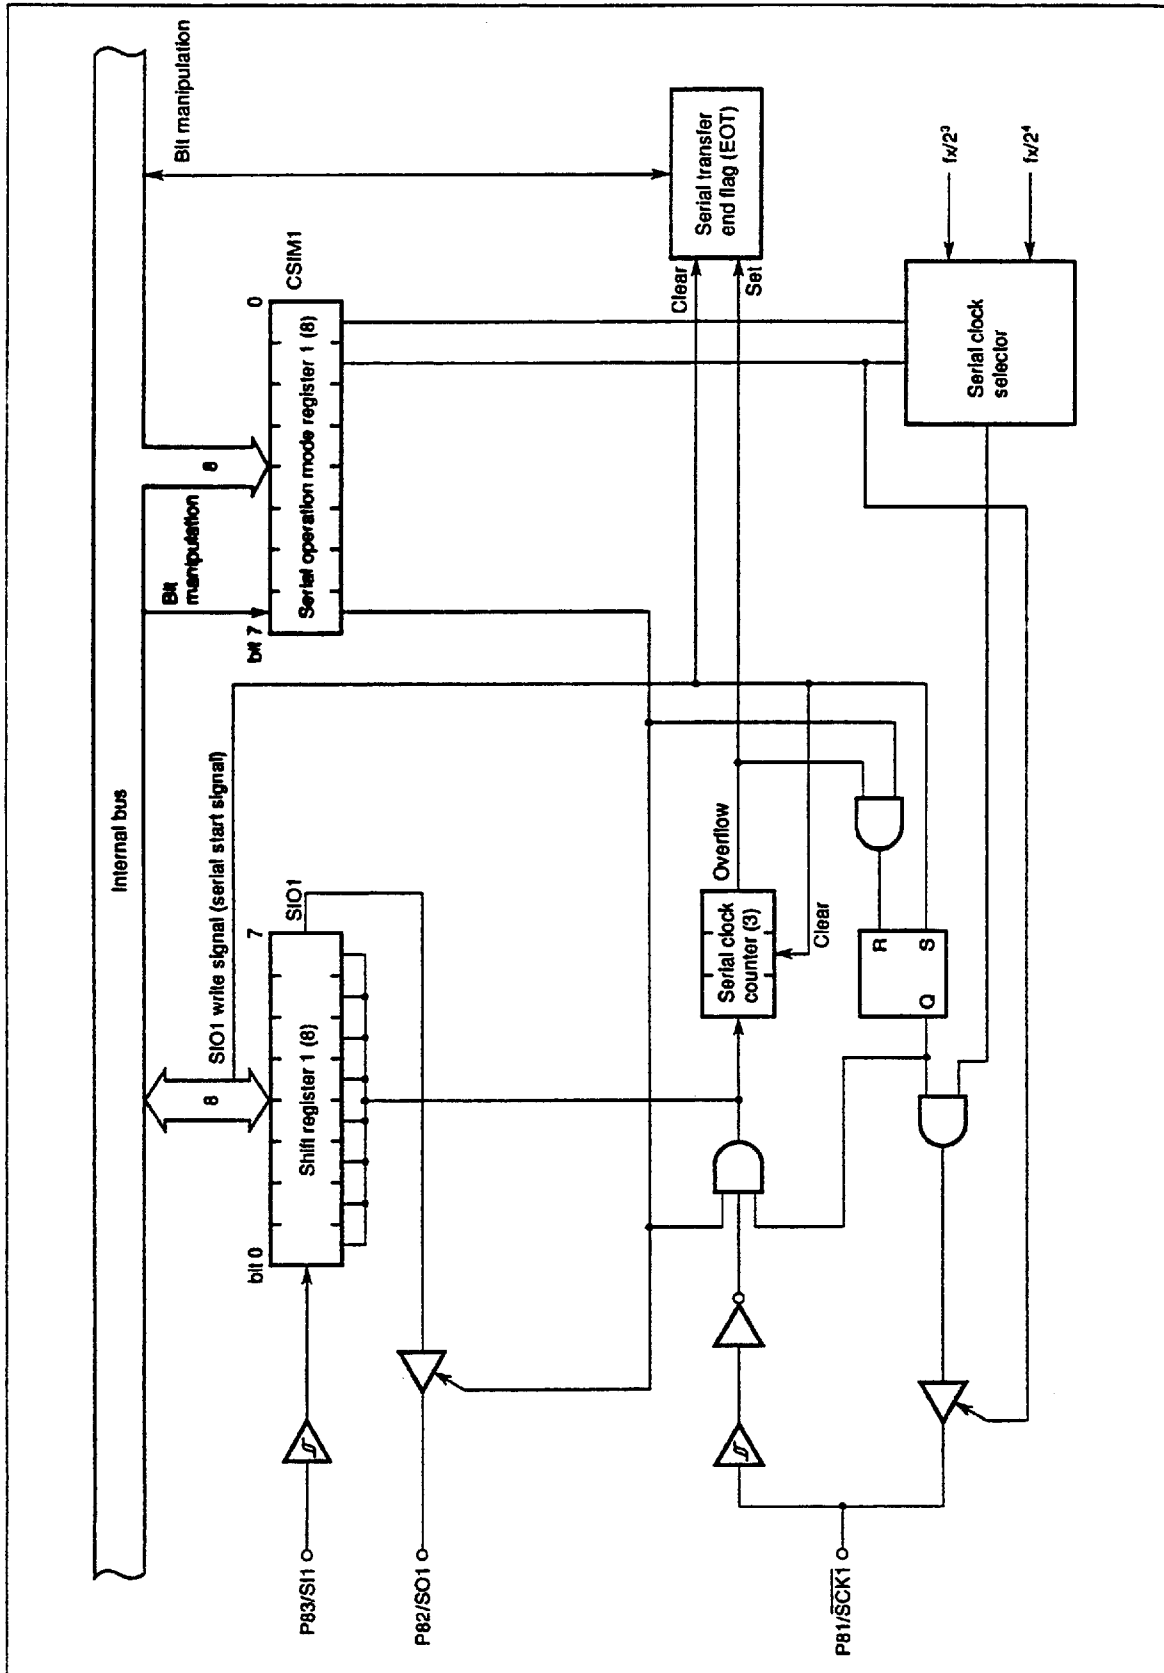 Internal bus
Bit manipulation
SIO1 write signal (serial start signal)
Bit
manipulation
8
8
bit 0
7
bit 7
0
CSIM1
Shift register 1 (8)
SIO1
Serial operation mode register 1 (8)
P83/SI1
P82/SO1
Serial transfer
end flag (EOT)
Clear
Set
Overflow
Serial clock
counter (3)
Clear
R
S
Q
Serial clock
selector
fx/2³
fx/2⁴
P81/S̅C̅K̅1̅